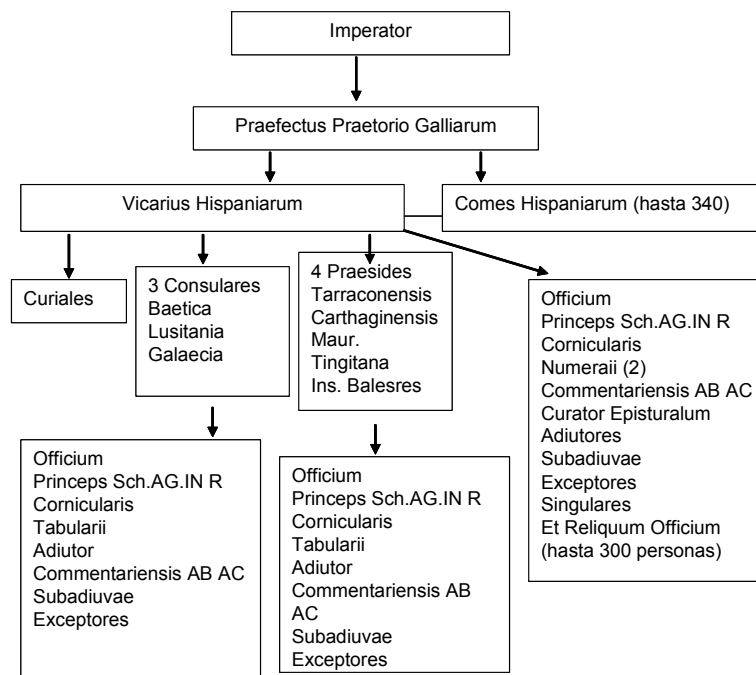 Imperator
Praefectus Praetorio Galliarum
Vicarius Hispaniarum
Comes Hispaniarum (hasta 340)
Curiales
3 Consulares
Baetica
Lusitania
Galaecia
4 Praesides
Tarraconensis
Carthaginensis
Maur.
Tingitana
Ins. Balesres
Officium
Princeps Sch.AG.IN R
Cornicularis
Numeraii (2)
Commentariensis AB AC
Curator Episturalum
Adiutores
Subadiuvae
Exceptores
Singulares
Et Reliquum Officium
(hasta 300 personas)
Officium
Princeps Sch.AG.IN R
Cornicularis
Tabularii
Adiutor
Commentariensis AB AC
Subadiuvae
Exceptores
Officium
Princeps Sch.AG.IN R
Cornicularis
Tabularii
Adiutor
Commentariensis AB
AC
Subadiuvae
Exceptores